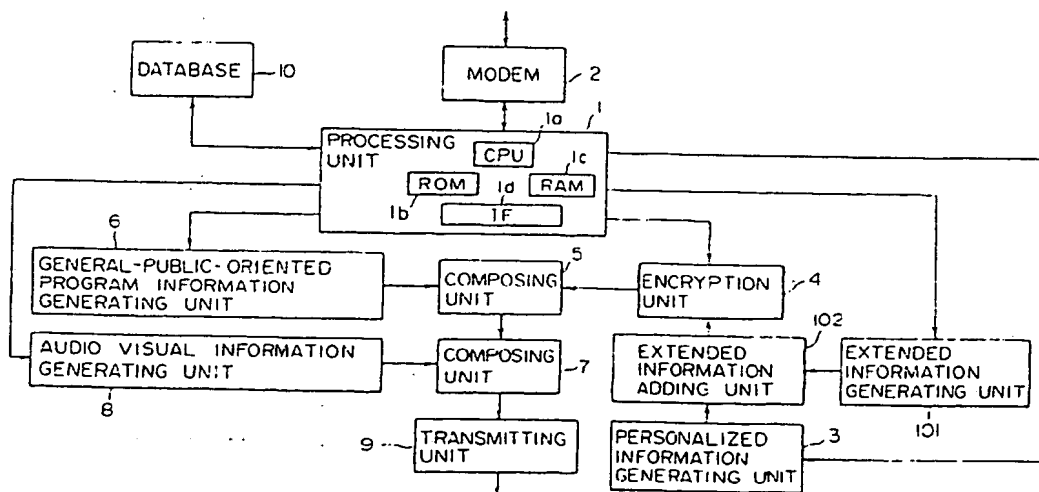 DATABASE
10
MODEM
2
1
PROCESSING
UNIT
1a
CPU
1c
ROM
1d
RAM
1b
IF
6
GENERAL-PUBLIC-ORIENTED
PROGRAM INFORMATION
GENERATING UNIT
5
COMPOSING
UNIT
ENCRYPTION
UNIT
4
102
AUDIO VISUAL INFORMATION
GENERATING UNIT
8
COMPOSING
UNIT
7
EXTENDED
INFORMATION
ADDING UNIT
EXTENDED
INFORMATION
GENERATING UNIT
101
9
TRANSMITTING
UNIT
PERSONALIZED
INFORMATION
GENERATING UNIT
3